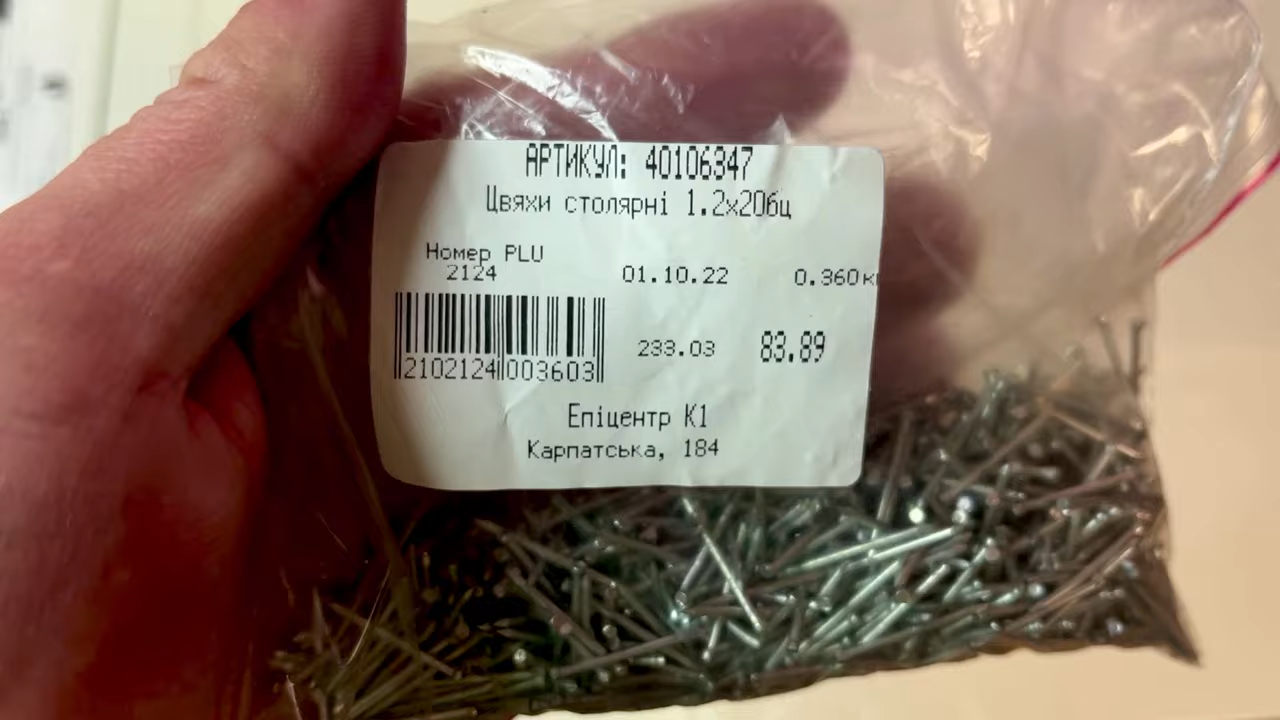 АРТИКУЛ: 40106347
Цвяхи столярні 1.2х20бц
Номер PLU
2124
01.10.22
0.360кг
2102124003603
233.03
83.89
Епіцентр К1
Карпатська, 184